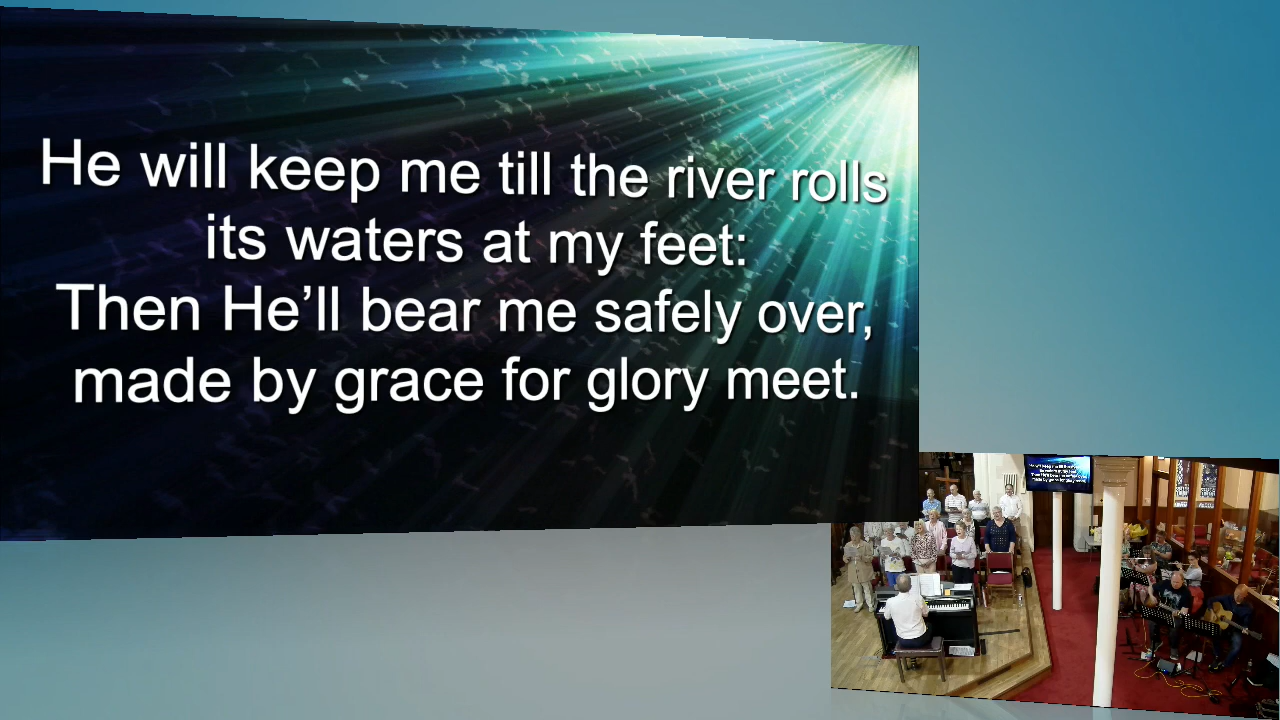 He will keep me till the river rolls
its waters at my feet:
Then He’ll bear me safely over,
made by grace for glory meet.